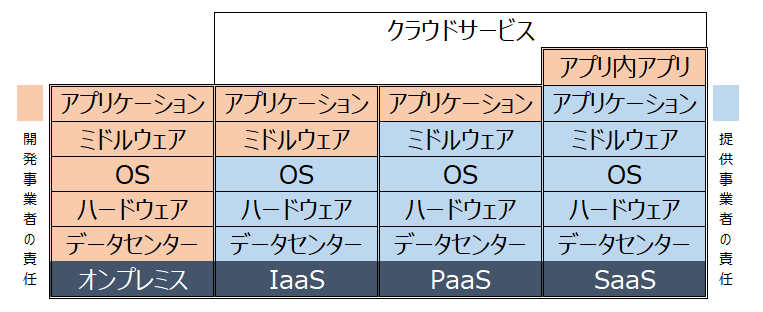 クラウドサービス
アプリ内アプリ
アプリケーション アプリケーション アプリケーション アプリケーション
ミドルウェア ミドルウェア ミドルウェア ミドルウェア
OS OS OS OS
ハードウェア ハードウェア ハードウェア ハードウェア
データセンター データセンター データセンター データセンター
オンプレミス IaaS PaaS SaaS
開発事業者の責任
提供事業者の責任